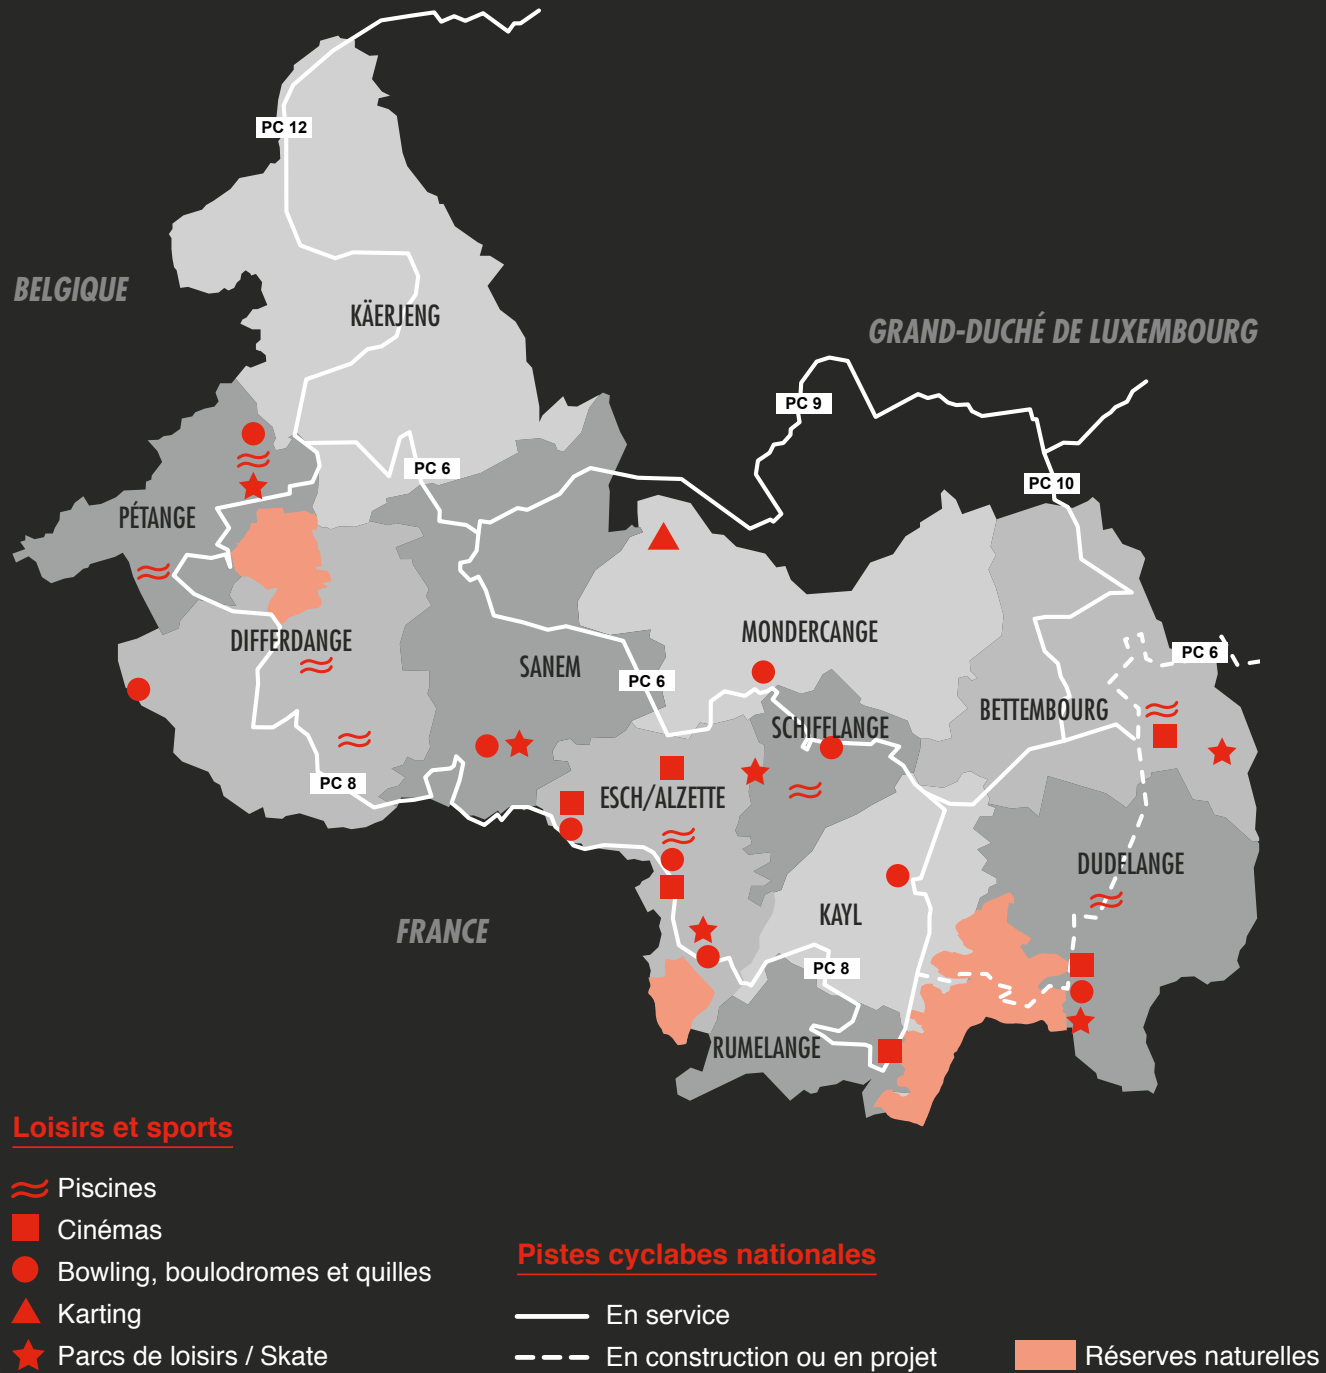 PC 12
BELGIQUE
KÄERJENG
GRAND-DUCHÉ DE LUXEMBOURG
PC 9
PC 6
PC 10
PÉTANGE
MONDERCANGE
DIFFERDANGE
SANEM
PC 6
PC 6
BETTEMBOURG
SCHIFFLANGE
PC 8
ESCH/ALZETTE
DUDELANGE
KAYL
FRANCE
PC 8
RUMELANGE
Loisirs et sports
Piscines
Cinémas
Bowling, boulodromes et quilles
Karting
Parcs de loisirs / Skate
Pistes cyclabes nationales
En service
En construction ou en projet
Réserves naturelles